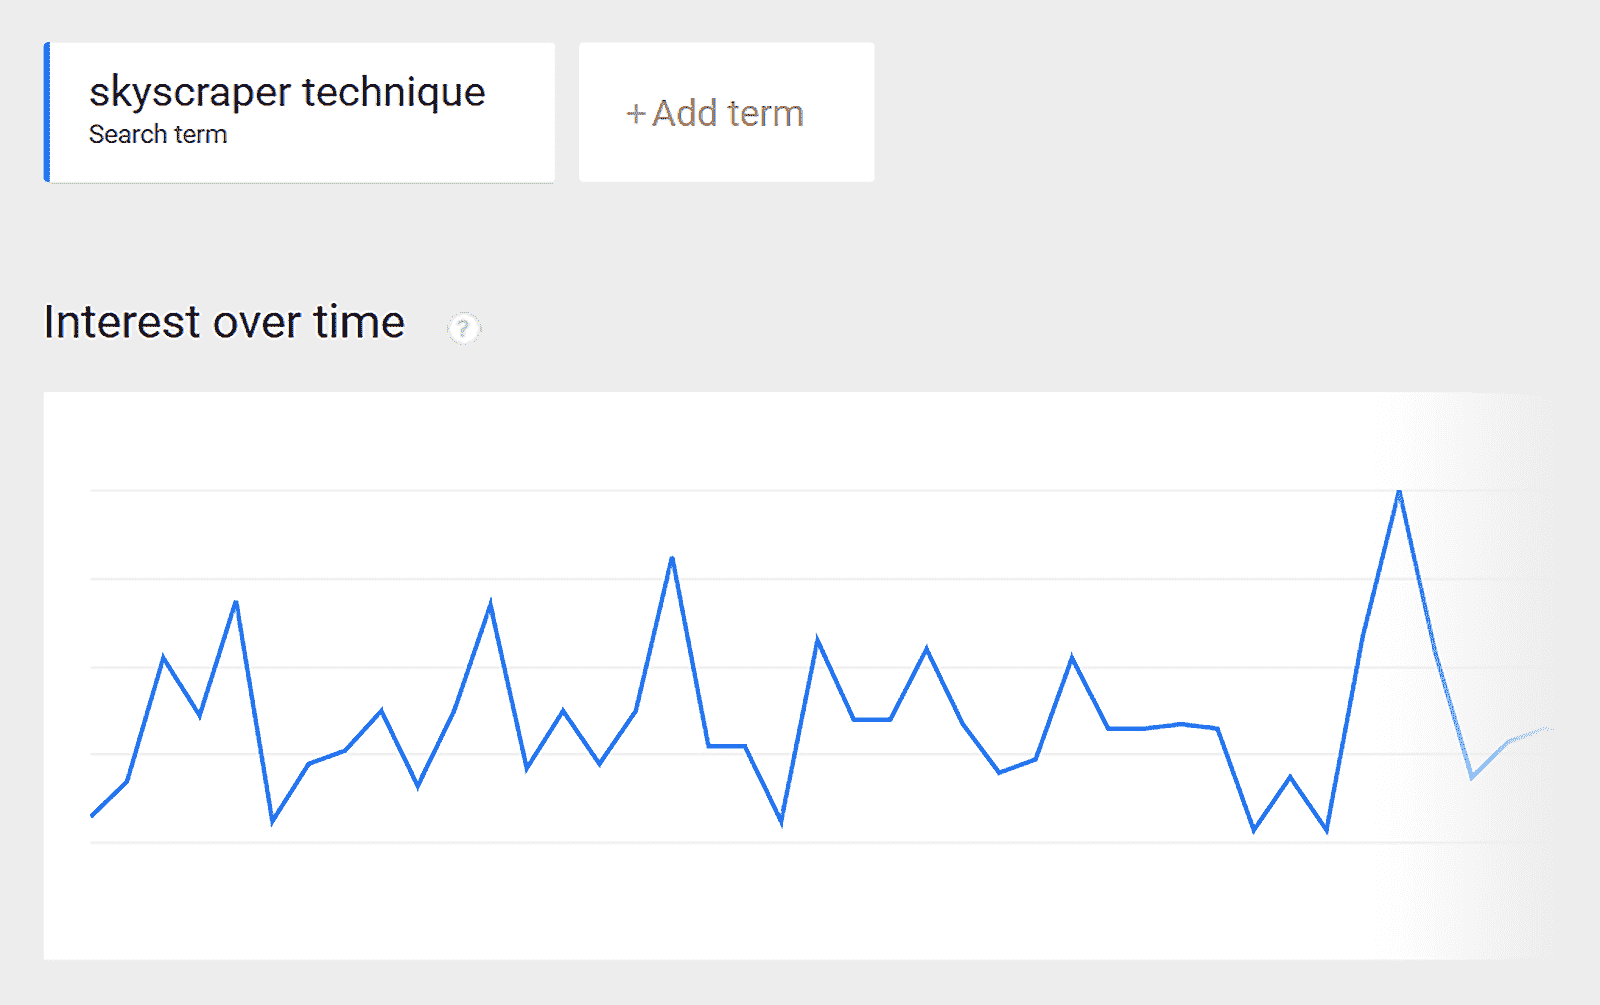 skyscraper technique
Search term
+ Add term
Interest over time
?